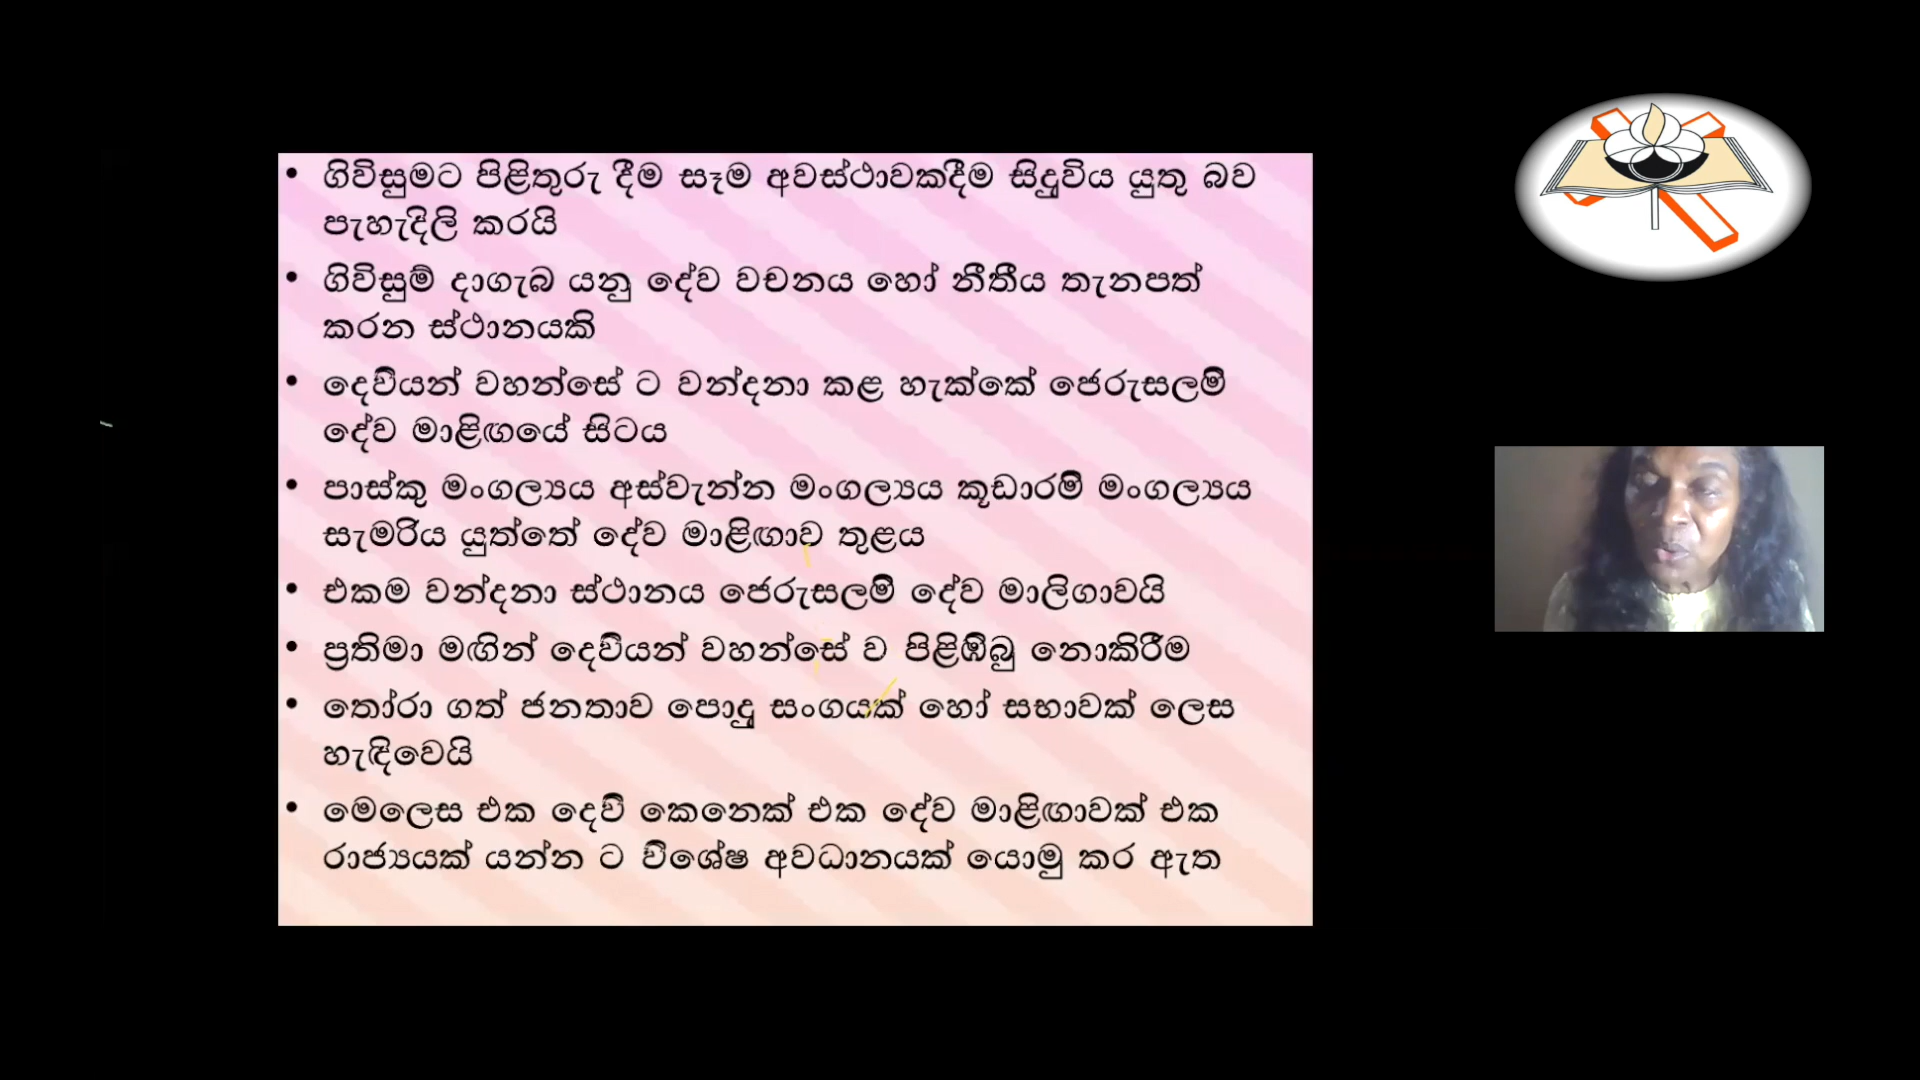 • ගිවිසුමට පිළිතුරු දීම සෑම අවස්ථාවකදීම සිදුවිය යුතු බව
පැහැදිලි කරයි
• ගිවිසුම් දාගැබ යනු දේව වචනය හෝ නීතීය තැනපත්
කරන ස්ථානයකි
• දෙවියන් වහන්සේ ට වන්දනා කළ හැක්කේ ජෙරුසලම්
දේව මාළිඟයේ සිටය
• පාස්කු මංගල්‍යය අස්වැන්න මංගල්‍යය කූඩාරම් මංගල්‍යය
සැමරිය යුත්තේ දේව මාළිඟාව තුළය
• එකම වන්දනා ස්ථානය ජෙරුසලම් දේව මාලිගාවයි
• ප්‍රතිමා මඟින් දෙවියන් වහන්සේ ව පිළිඹිබු නොකිරීම
• තෝරා ගත් ජනතාව පොදු සංගයක් හෝ සභාවක් ලෙස
හැඳිවෙයි
• මෙලෙස එක දෙවි කෙනෙක් එක දේව මාළිඟාවක් එක
රාජ්‍යයක් යන්න ට විශේෂ අවධානයක් යොමු කර ඇත